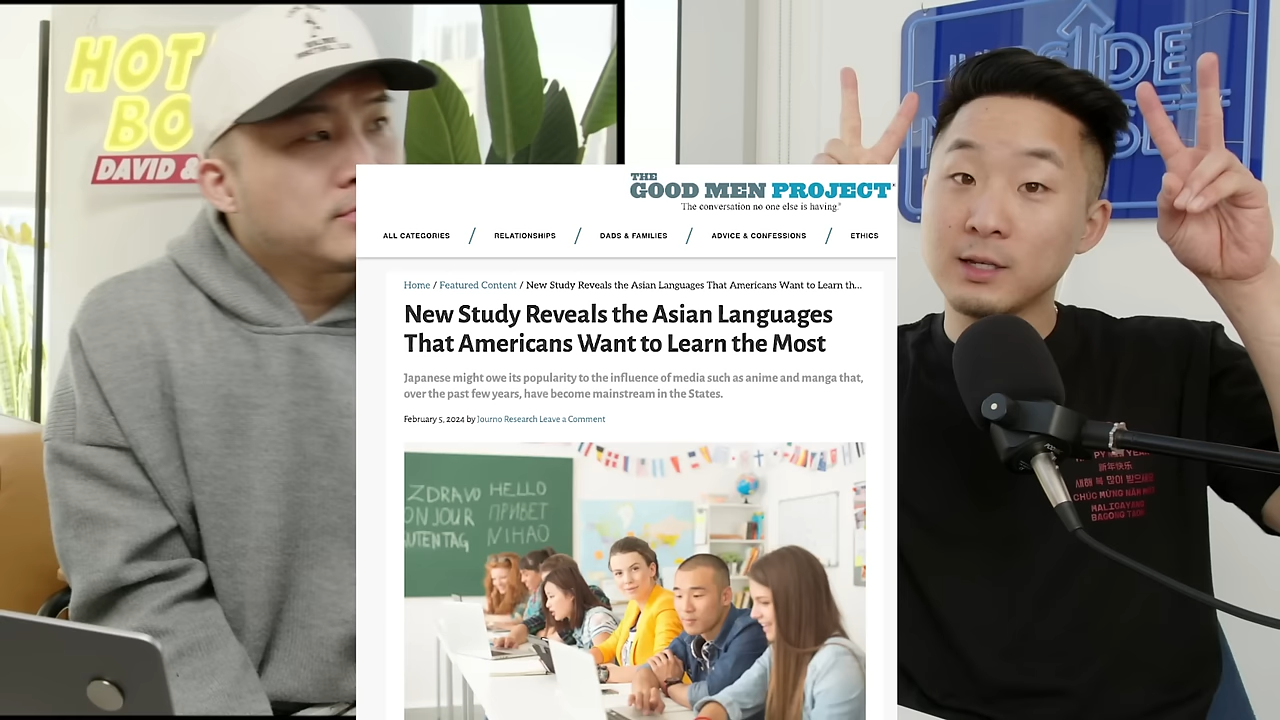 HOT
BO
DAVID &
THE
GOOD MEN PROJECT
The conversation no one else is having.®
ALL CATEGORIES / RELATIONSHIPS / DADS & FAMILIES / ADVICE & CONFESSIONS / ETHICS
Home / Featured Content / New Study Reveals the Asian Languages That Americans Want to Learn th...
New Study Reveals the Asian Languages
That Americans Want to Learn the Most
Japanese might owe its popularity to the influence of media such as anime and manga that,
over the past few years, have become mainstream in the States.
February 5, 2024 by Journo Research Leave a Comment
ZDRAVO HELLO
ONJOUR ПРИВЕТ
UTENTAG NIHAO
SIDE
新年快乐
새해 복 많이 받으세요
CHÚC MỪNG NĂM MỚI
MALIGAYANG
BAGONG TAON